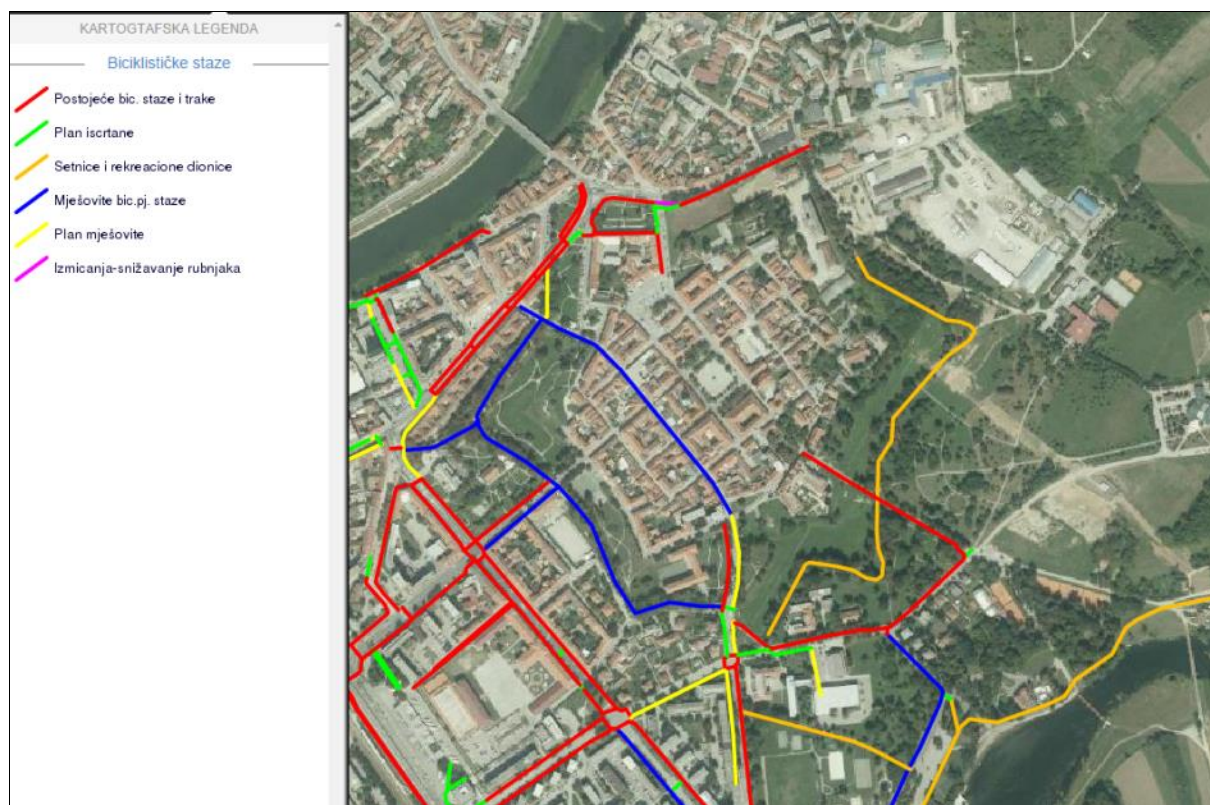 KARTOGTAFSKA LEGENDA
Biciklističke staze
Postojeće bic. staze i trake
Plan iscrtane
Setnice i rekreacione dionice
Mješovite bic.pj. staze
Plan mješovite
Izmicanja-snižavanje rubnjaka